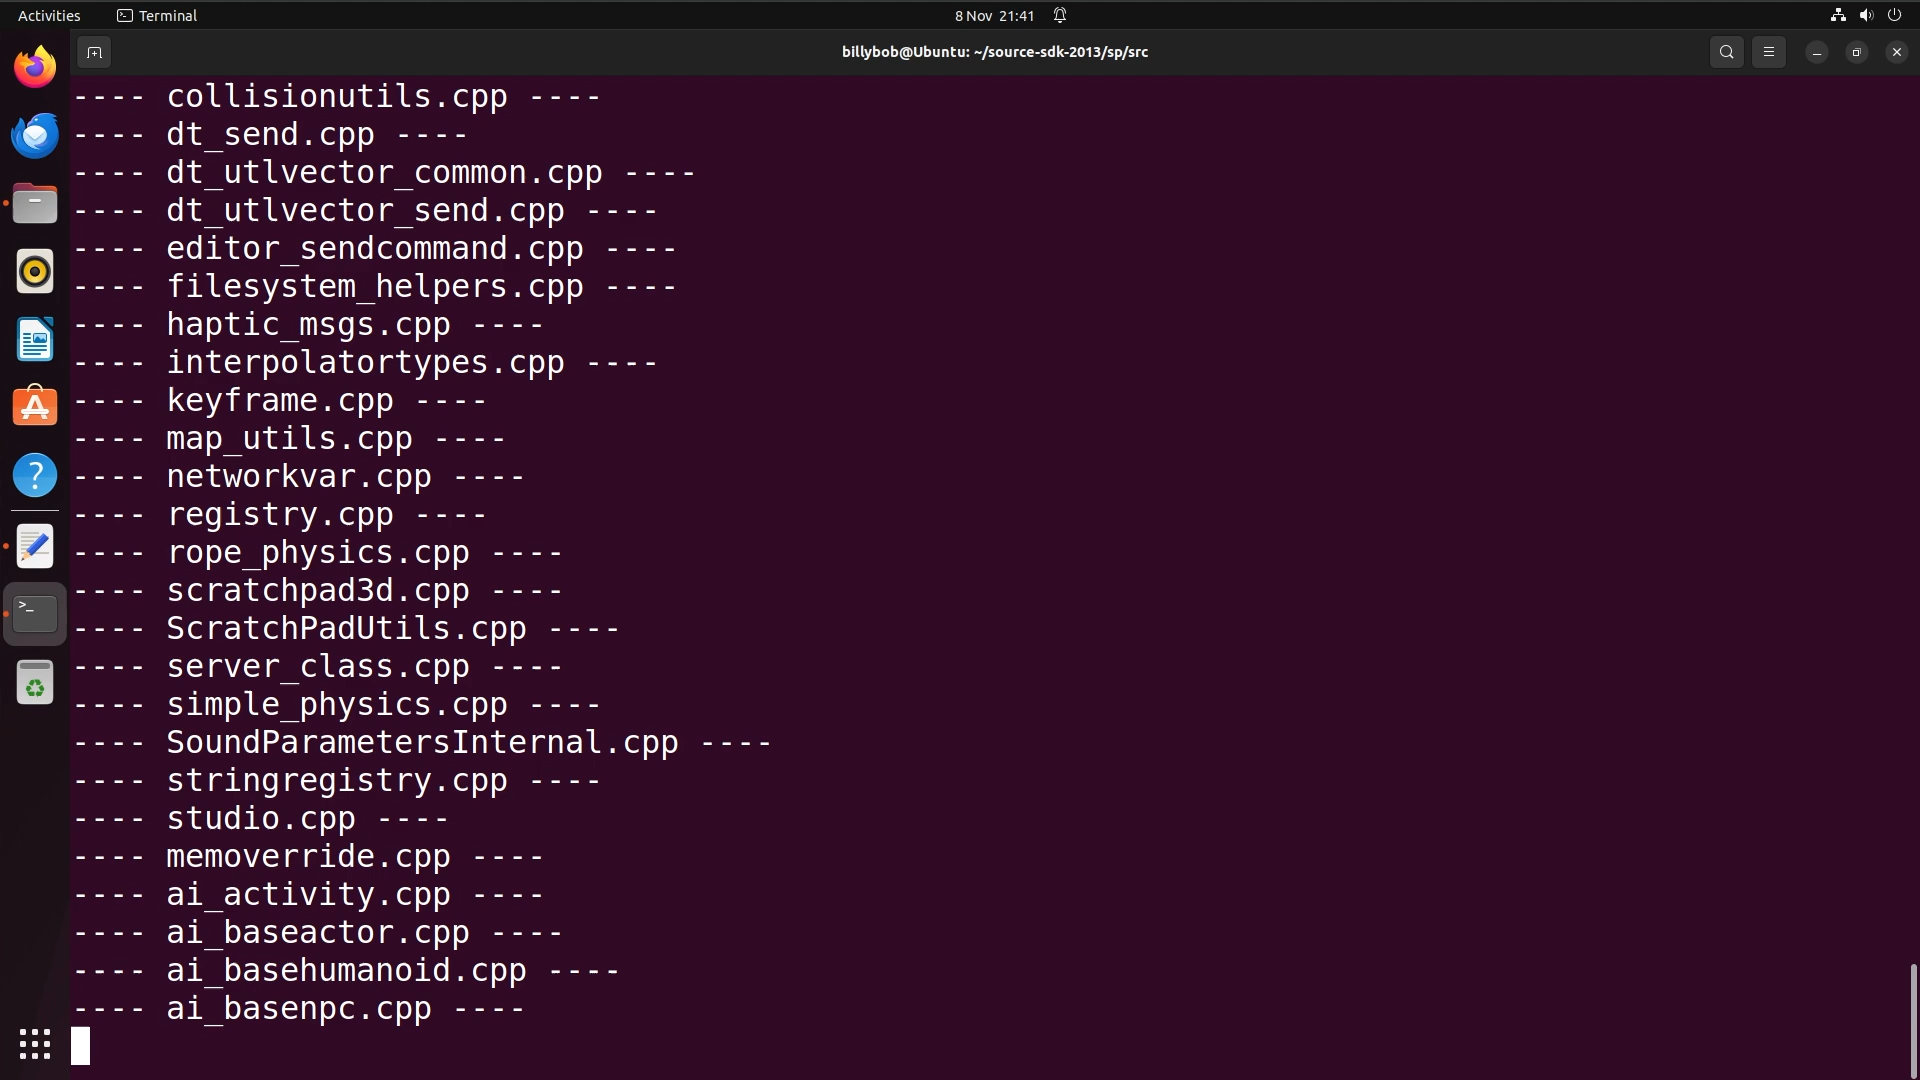 Activities
Terminal
8 Nov 21:41
billybob@Ubuntu: ~/source-sdk-2013/sp/src
---- collisionutils.cpp ----
---- dt_send.cpp ----
---- dt_utlvector_common.cpp ----
---- dt_utlvector_send.cpp ----
---- editor_sendcommand.cpp ----
---- filesystem_helpers.cpp ----
---- haptic_msgs.cpp ----
---- interpolatortypes.cpp ----
---- keyframe.cpp ----
---- map_utils.cpp ----
---- networkvar.cpp ----
---- registry.cpp ----
---- rope_physics.cpp ----
---- scratchpad3d.cpp ----
---- ScratchPadUtils.cpp ----
---- server_class.cpp ----
---- simple_physics.cpp ----
---- SoundParametersInternal.cpp ----
---- stringregistry.cpp ----
---- studio.cpp ----
---- memoverride.cpp ----
---- ai_activity.cpp ----
---- ai_baseactor.cpp ----
---- ai_basehumanoid.cpp ----
---- ai_basenpc.cpp ----